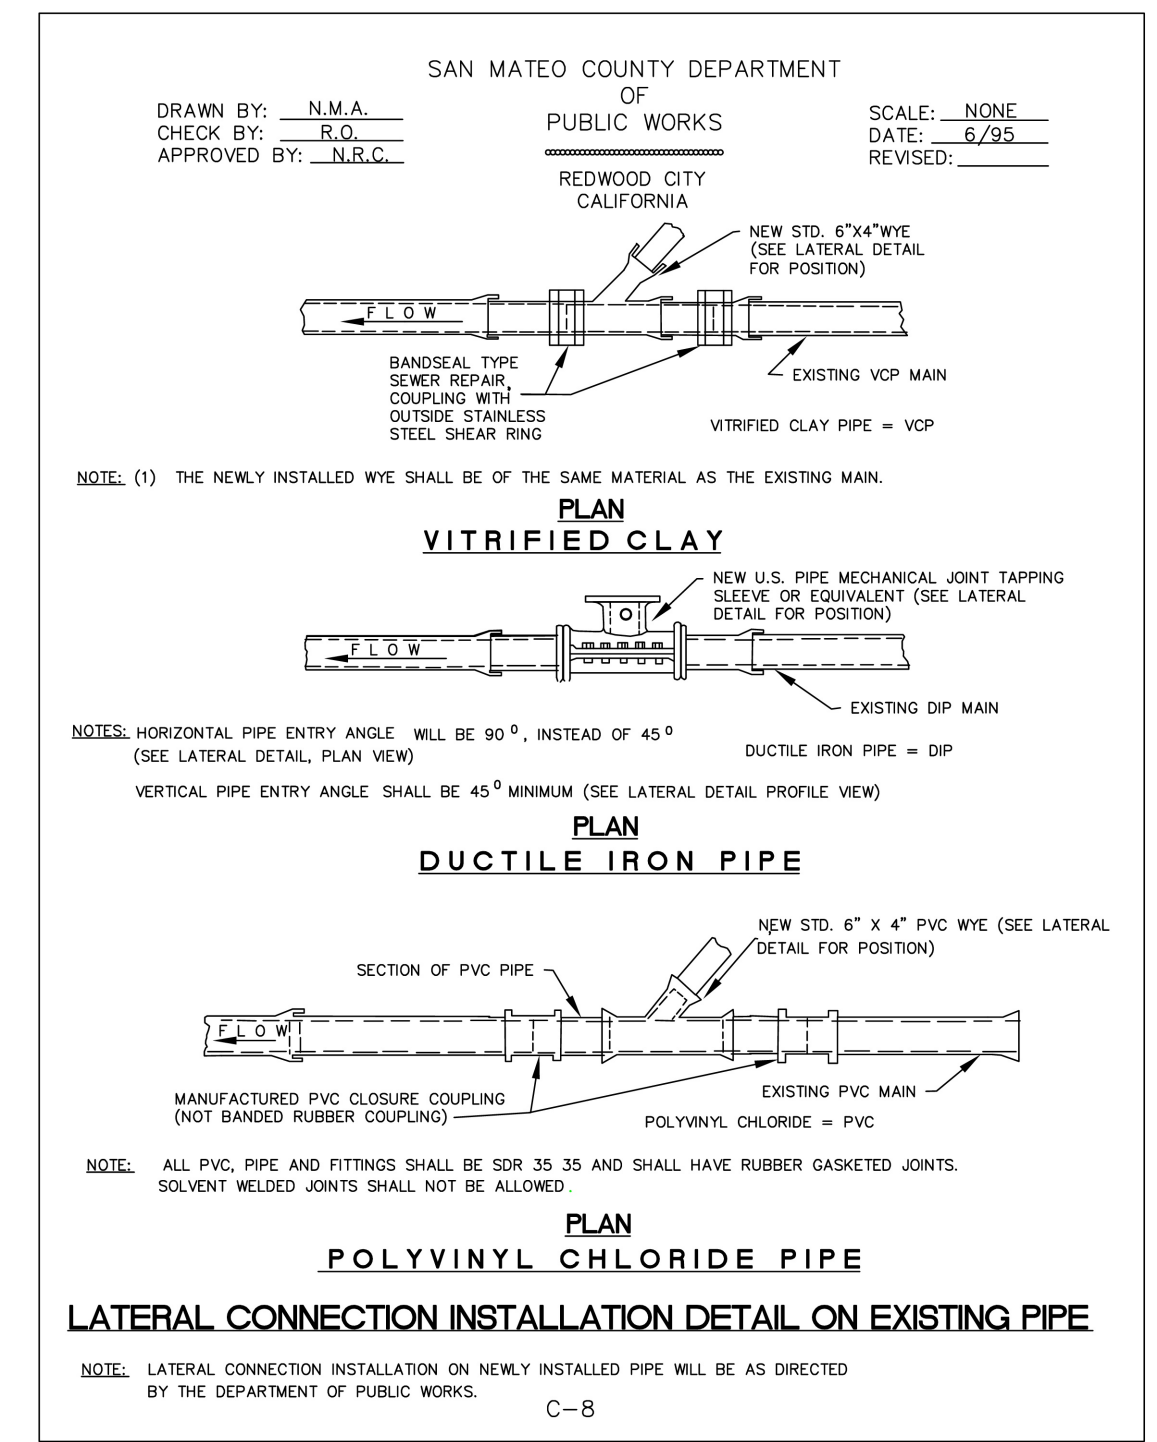 SAN MATEO COUNTY DEPARTMENT
OF
PUBLIC WORKS
REDWOOD CITY
CALIFORNIA
DRAWN BY: N.M.A.
CHECK BY: R.O.
APPROVED BY: N.R.C.
SCALE: NONE
DATE: 6/95
REVISED:
NEW STD. 6"X4"WYE
(SEE LATERAL DETAIL
FOR POSITION)
FLOW
BANDSEAL TYPE
SEWER REPAIR,
COUPLING WITH
OUTSIDE STAINLESS
STEEL SHEAR RING
EXISTING VCP MAIN
VITRIFIED CLAY PIPE = VCP
NOTE: (1) THE NEWLY INSTALLED WYE SHALL BE OF THE SAME MATERIAL AS THE EXISTING MAIN.
PLAN
VITRIFIED CLAY
NEW U.S. PIPE MECHANICAL JOINT TAPPING
SLEEVE OR EQUIVALENT (SEE LATERAL
DETAIL FOR POSITION)
FLOW
EXISTING DIP MAIN
NOTES: HORIZONTAL PIPE ENTRY ANGLE WILL BE 90°, INSTEAD OF 45°
(SEE LATERAL DETAIL, PLAN VIEW)
DUCTILE IRON PIPE = DIP
VERTICAL PIPE ENTRY ANGLE SHALL BE 45° MINIMUM (SEE LATERAL DETAIL PROFILE VIEW)
PLAN
DUCTILE IRON PIPE
NEW STD. 6" X 4" PVC WYE (SEE LATERAL
DETAIL FOR POSITION)
SECTION OF PVC PIPE
FLOW
MANUFACTURED PVC CLOSURE COUPLING
(NOT BANDED RUBBER COUPLING)
EXISTING PVC MAIN
POLYVINYL CHLORIDE = PVC
NOTE: ALL PVC, PIPE AND FITTINGS SHALL BE SDR 35 35 AND SHALL HAVE RUBBER GASKETED JOINTS.
SOLVENT WELDED JOINTS SHALL NOT BE ALLOWED.
PLAN
POLYVINYL CHLORIDE PIPE
LATERAL CONNECTION INSTALLATION DETAIL ON EXISTING PIPE
NOTE: LATERAL CONNECTION INSTALLATION ON NEWLY INSTALLED PIPE WILL BE AS DIRECTED
BY THE DEPARTMENT OF PUBLIC WORKS.
C-8